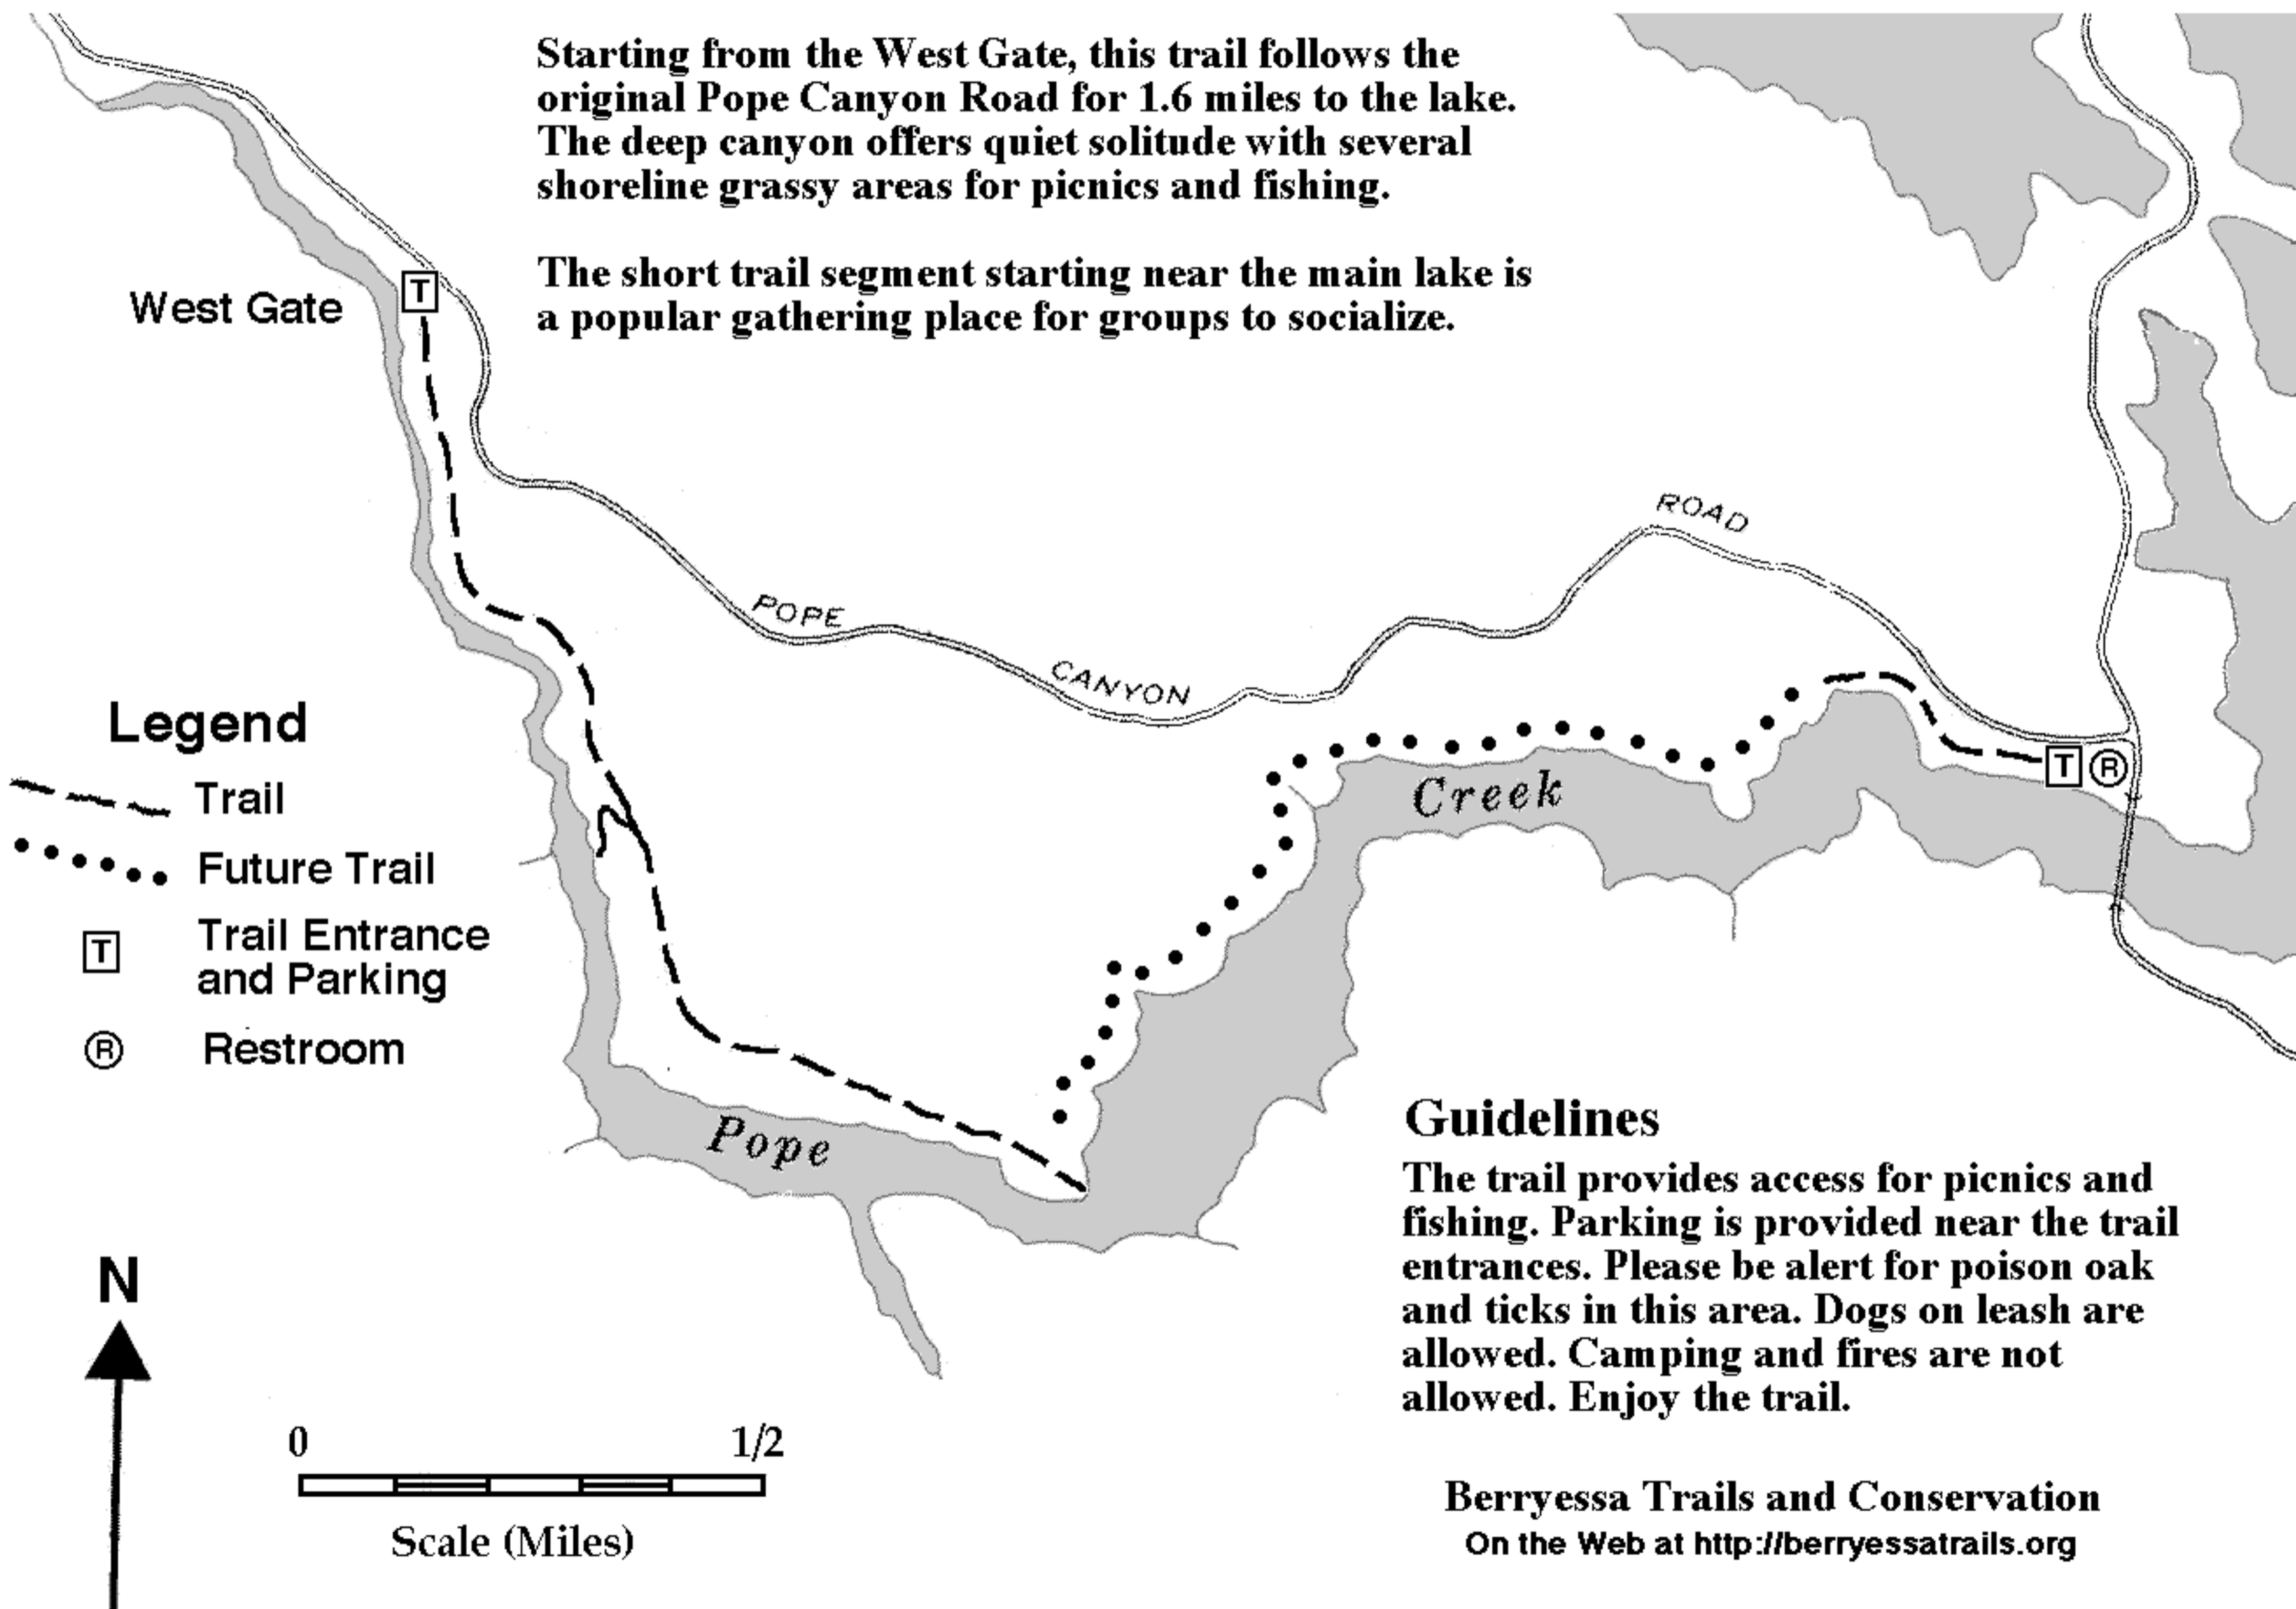 Starting from the West Gate, this trail follows the
original Pope Canyon Road for 1.6 miles to the lake.
The deep canyon offers quiet solitude with several
shoreline grassy areas for picnics and fishing.
The short trail segment starting near the main lake is
a popular gathering place for groups to socialize.
T
West Gate
ROAD
POPE
CANYON
Legend
Trail
Future Trail
T
Trail Entrance
and Parking
R
Restroom
T R
Creek
Pope
Guidelines
The trail provides access for picnics and
fishing. Parking is provided near the trail
entrances. Please be alert for poison oak
and ticks in this area. Dogs on leash are
allowed. Camping and fires are not
allowed. Enjoy the trail.
N
0 1/2
Scale (Miles)
Berryessa Trails and Conservation
On the Web at http://berryessatrails.org